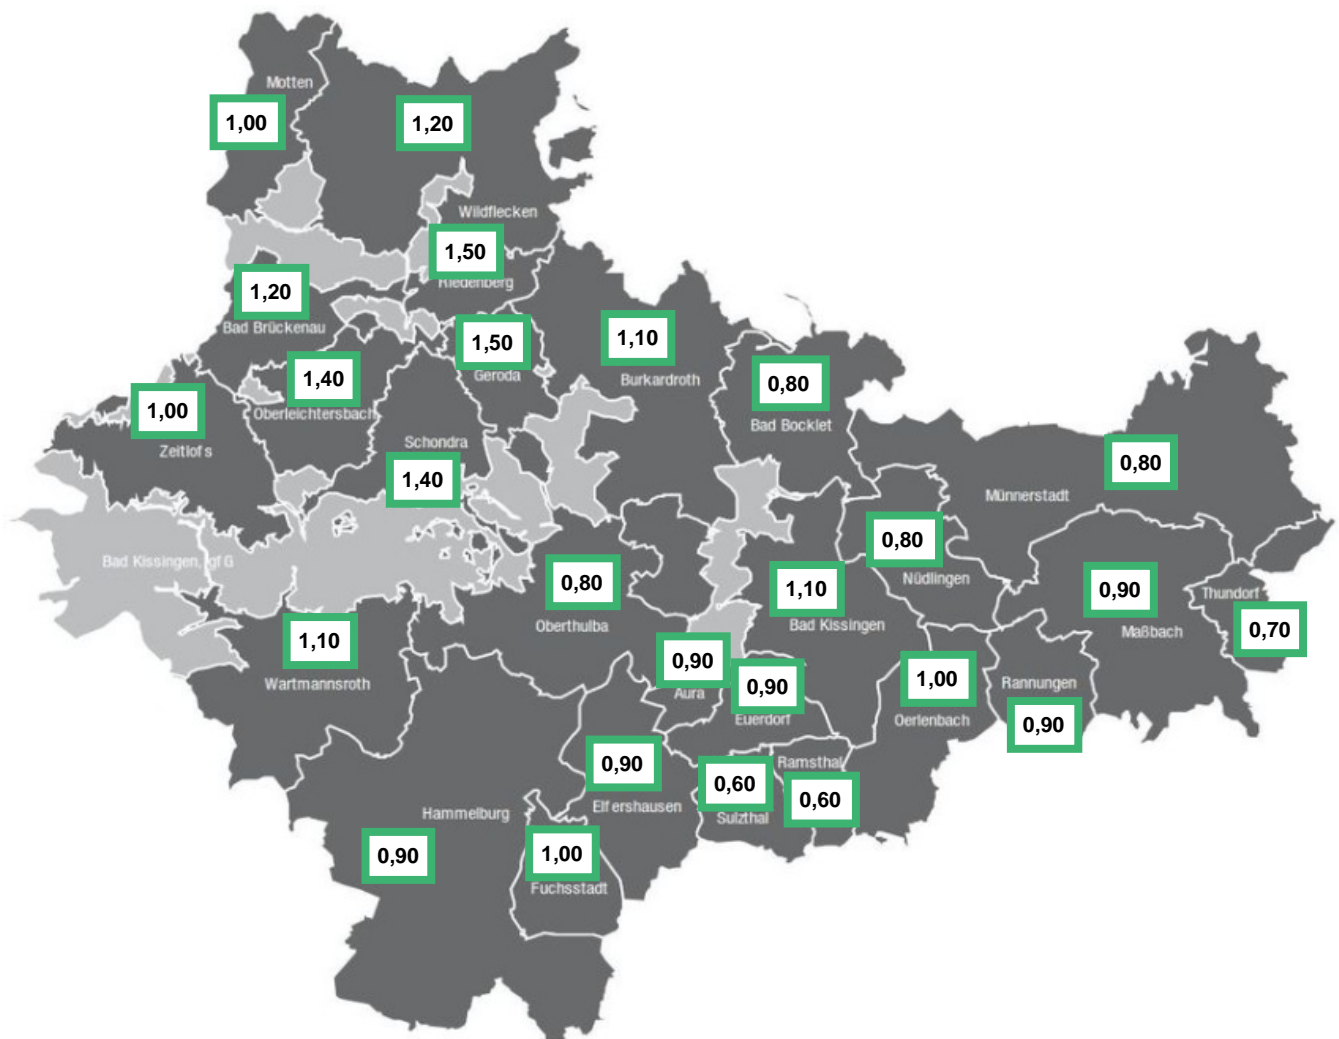 Motten
1,00
1,20
Wildflecken
1,50
Riedenberg
1,20
Bad Brückenau
1,50
Geroda
1,10
Burkardroth
1,40
Oberleichtersbach
0,80
Bad Bocklet
1,00
Zeitlofs
Schondra
1,40
0,80
Münnerstadt
0,80
Nüdlingen
Bad Kissingen, gf G
0,80
Oberthulba
1,10
Bad Kissingen
0,90
Maßbach
Thundorf
0,70
1,10
Wartmannsroth
0,90
Aura
0,90
Euerdorf
1,00
Oerlenbach
Rannungen
0,90
0,90
Elfershausen
0,60
Sulzthal
Ramsthal
0,60
Hammelburg
0,90
1,00
Fuchsstadt